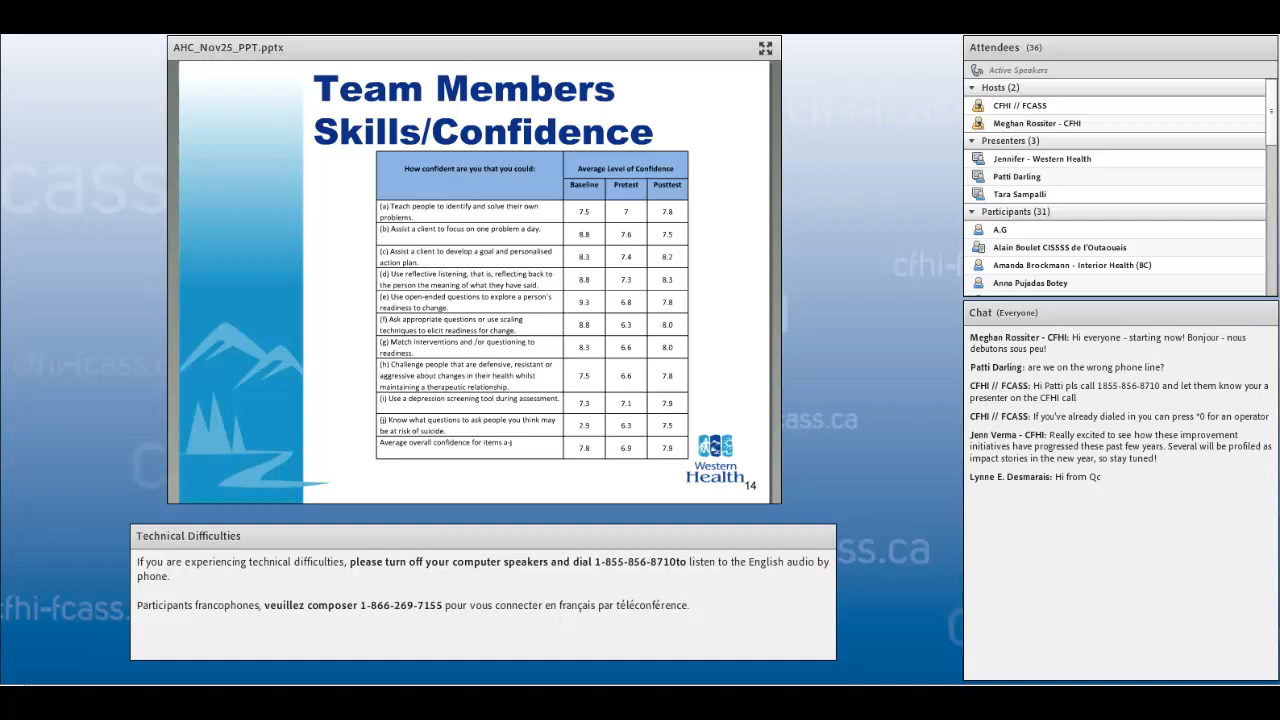 AHC_Nov25_PPT.pptx
Team Members
Skills/Confidence
How confident are you that you could:
Average Level of Confidence
Baseline Pretest Posttest
(a) Teach people to identify and solve their own
problems.
7.5 7 7.8
(b) Assist a client to focus on one problem a day.
8.8 7.6 7.5
(c) Assist a client to develop a goal and personalised
action plan.
8.3 7.4 8.2
(d) Use reflective listening, that is, reflecting back to
the person the meaning of what they have said.
8.8 7.3 8.3
(e) Use open-ended questions to explore a person's
readiness to change.
9.3 6.8 7.8
(f) Ask appropriate questions or use scaling
techniques to elicit readiness for change.
8.8 6.3 8.0
(g) Match interventions and /or questioning to
readiness.
8.3 6.6 8.0
(h) Challenge people that are defensive, resistant or
aggressive about changes in their health whilst
maintaining a therapeutic relationship.
7.5 6.6 7.8
(i) Use a depression screening tool during assessment.
7.3 7.1 7.9
(j) Know what questions to ask people you think may
be at risk of suicide.
2.9 6.3 7.5
Average overall confidence for items a-j
7.8 6.9 7.9
Western
Health
14
Technical Difficulties
If you are experiencing technical difficulties, please turn off your computer speakers and dial 1-855-856-8710to listen to the English audio by
phone.
Participants francophones, veuillez composer 1-866-269-7155 pour vous connecter en français par téléconférence.
Attendees (36)
Active Speakers
Hosts (2)
CFHI // FCASS
Meghan Rossiter - CFHI
Presenters (3)
Jennifer - Western Health
Patti Darling
Tara Sampalli
Participants (31)
A.G
Alain Boulet CISSSS de l'Outaouais
Amanda Brockmann - Interior Health (BC)
Anna Pujadas Botey
Chat (Everyone)
Meghan Rossiter - CFHI: Hi everyone - starting now! Bonjour - nous
debutons sous peu!
Patti Darling: are we on the wrong phone line?
CFHI // FCASS: Hi Patti pls call 1855-856-8710 and let them know your a
presenter on the CFHI call
CFHI // FCASS: If you've already dialed in you can press *0 for an operator
Jenn Verma - CFHI: Really excited to see how these improvement
initiatives have progressed these past few years. Several will be profiled as
impact stories in the new year, so stay tuned!
Lynne E. Desmarais: Hi from Qc
cass
cfhi-fcass
cass.ca
cfhi-f
ss.ca
cfhi-fcass.